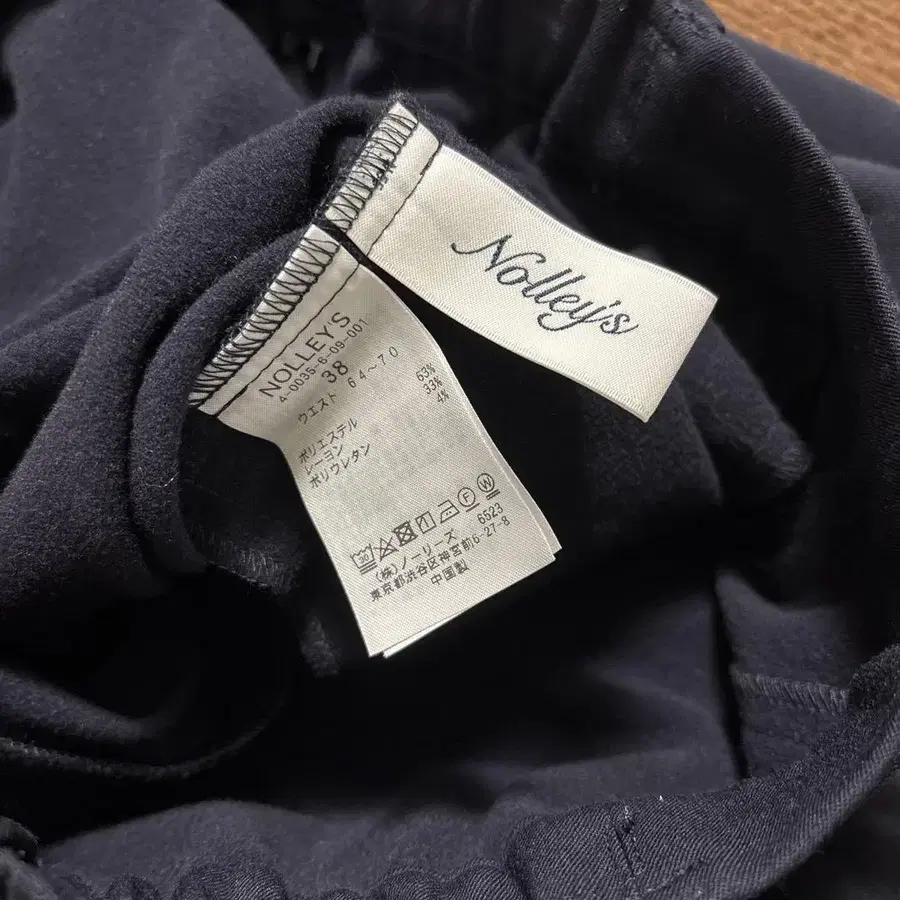 Nolley's
NOLLEY'S
4-0035-6-09-001
38
ウエスト 64~70
ポリエステル 63%
レーヨン 33%
ポリウレタン 4%
6523
(株)ノーリーズ
東京都渋谷区神宮前6-27-8
中国製